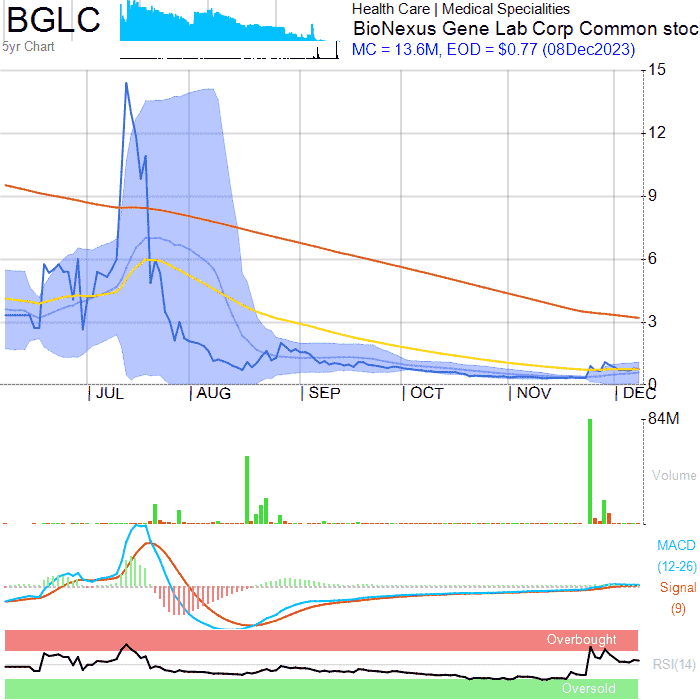 BGLC
5yr Chart
Health Care | Medical Specialities
BioNexus Gene Lab Corp Common stoc
MC = 13.6M, EOD = $0.77 (08Dec2023)
15
12
9
6
3
0
JUL
AUG
SEP
OCT
NOV
DEC
84M
Volume
MACD
(12-26)
Signal
(9)
Overbought
RSI(14)
Oversold